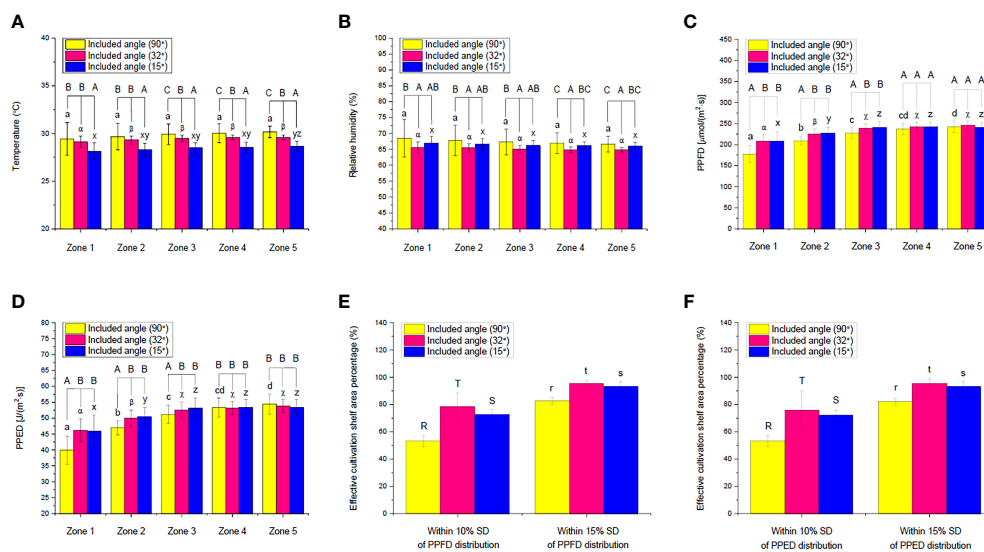 A
Included angle (90°)
Included angle (32°)
Included angle (15°)
Temperature (°C)
40
35
30
25
20
B B A
B B A
C B A
C B A
C B A
a α x
a β xy
a β xy
a β xy
a β yz
Zone 1 Zone 2 Zone 3 Zone 4 Zone 5
B
Included angle (90°)
Included angle (32°)
Included angle (15°)
Relative humidity (%)
100
95
90
85
80
75
70
65
60
55
50
45
40
B A AB
B A AB
B A AB
C A BC
C A BC
a α x
a α x
a α x
a α x
a α x
Zone 1 Zone 2 Zone 3 Zone 4 Zone 5
C
Included angle (90°)
Included angle (32°)
Included angle (15°)
PPFD [μmol/(m²·s)]
450
400
350
300
250
200
150
100
50
0
A B B
A B B
A B B
A A A
A A A
a α x
b β y
c χ z
cd χ z
d χ z
Zone 1 Zone 2 Zone 3 Zone 4 Zone 5
D
Included angle (90°)
Included angle (32°)
Included angle (15°)
PPED [J/(m²·s)]
80
75
70
65
60
55
50
45
40
35
30
25
20
A B B
A B B
A B B
B B B
B B B
a α x
b β y
c χ z
cd χ z
d χ z
Zone 1 Zone 2 Zone 3 Zone 4 Zone 5
E
Included angle (90°)
Included angle (32°)
Included angle (15°)
Effective cultivation shelf area percentage (%)
140
120
100
80
60
40
20
0
R T S
r t s
Within 10% SD
of PPFD distribution
Within 15% SD
of PPFD distribution
F
Included angle (90°)
Included angle (32°)
Included angle (15°)
Effective cultivation shelf area percentage (%)
140
120
100
80
60
40
20
0
R T S
r t s
Within 10% SD
of PPED distribution
Within 15% SD
of PPED distribution